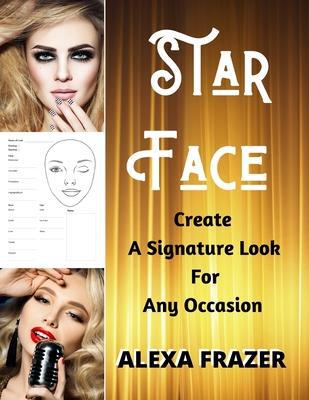 STAR
FACE
Create
A Signature Look
For
Any Occasion
ALEXA FRAZER